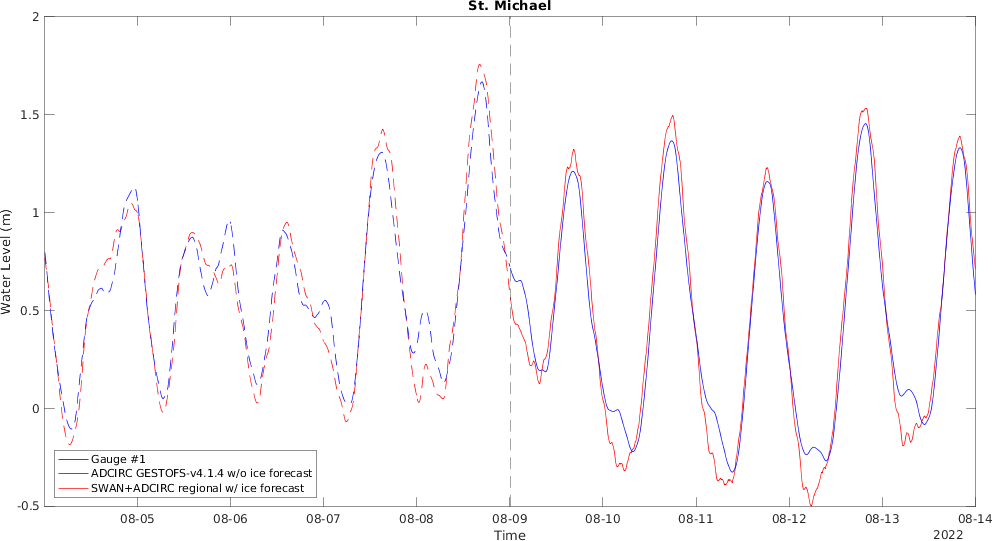 St. Michael
2
1.5
1
0.5
0
-0.5
Water Level (m)
Gauge #1
ADCIRC GESTOFS-v4.1.4 w/o ice forecast
SWAN+ADCIRC regional w/ ice forecast
08-05 08-06 08-07 08-08 08-09 08-10 08-11 08-12 08-13 08-14
Time
2022